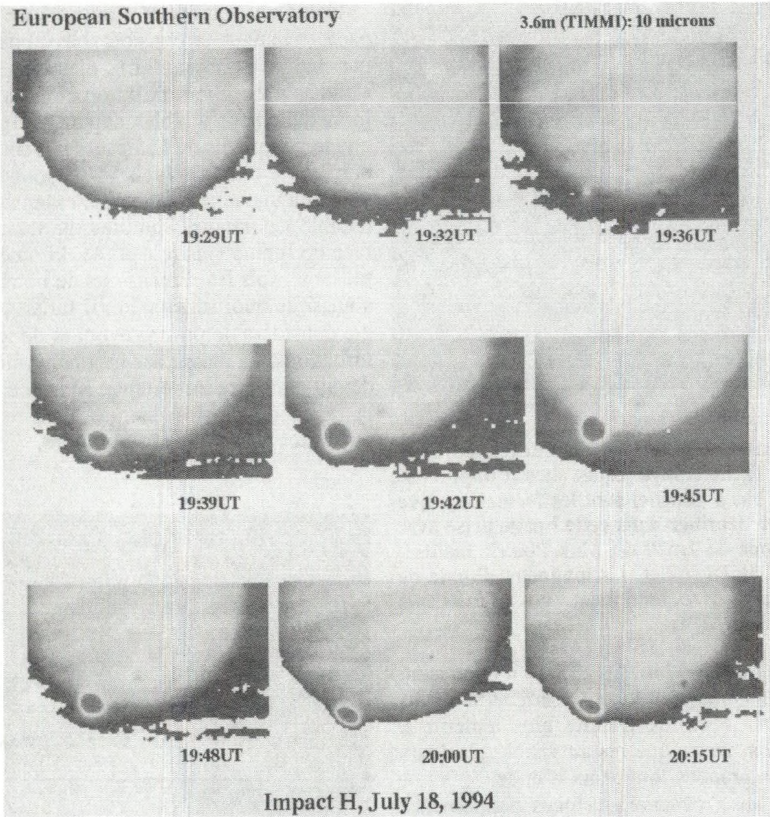 European Southern Observatory
3.6m (TIMMI): 10 microns
19:29UT
19:32UT
19:36UT
19:39UT
19:42UT
19:45UT
19:48UT
20:00UT
20:15UT
Impact H, July 18, 1994